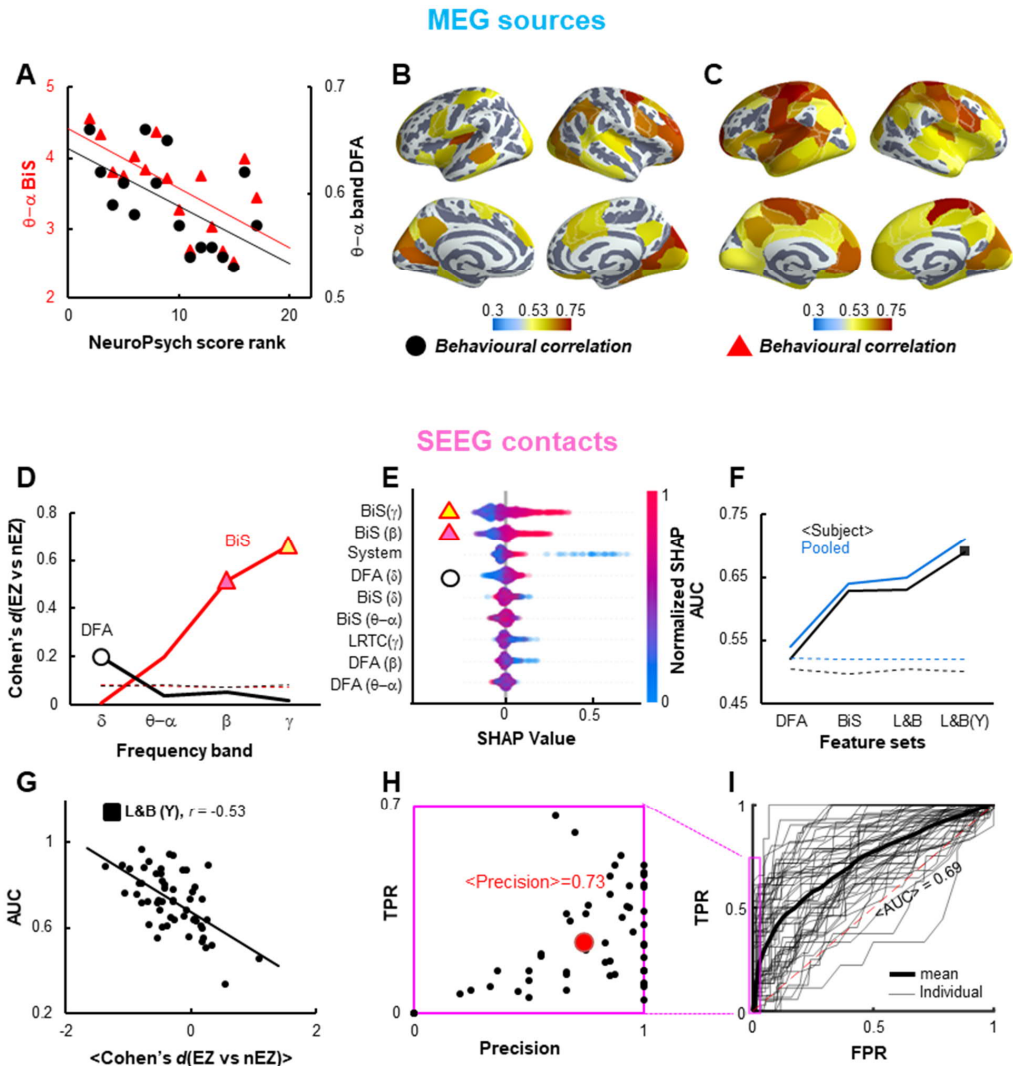 MEG sources
A
B
C
5
4
3
2
θ–α BiS
0.7
0.6
0.5
θ–α band DFA
0
10
20
NeuroPsych score rank
0.3 0.53 0.75
Behavioural correlation
0.3 0.53 0.75
Behavioural correlation
SEEG contacts
D
E
F
0.8
0.6
0.4
0.2
0
Cohen's d(EZ vs nEZ)
BiS
DFA
δ
θ–α
β
γ
Frequency band
BiS(γ)
BiS (β)
System
DFA (δ)
BiS (δ)
BiS (θ–α)
LRTC(γ)
DFA (β)
DFA (θ–α)
0
0.5
SHAP Value
1
0
Normalized SHAP
<Subject>
Pooled
0.65
0.55
0.45
AUC
DFA
BiS
L&B
L&B(Y)
Feature sets
G
H
I
L&B (Y), r = -0.53
1
0.6
0.2
AUC
-2
0
2
<Cohen's d(EZ vs nEZ)>
0.7
0
TPR
<Precision>=0.73
0
1
Precision
1
0.5
0
TPR
<AUC> = 0.69
mean
Individual
0
0.5
1
FPR